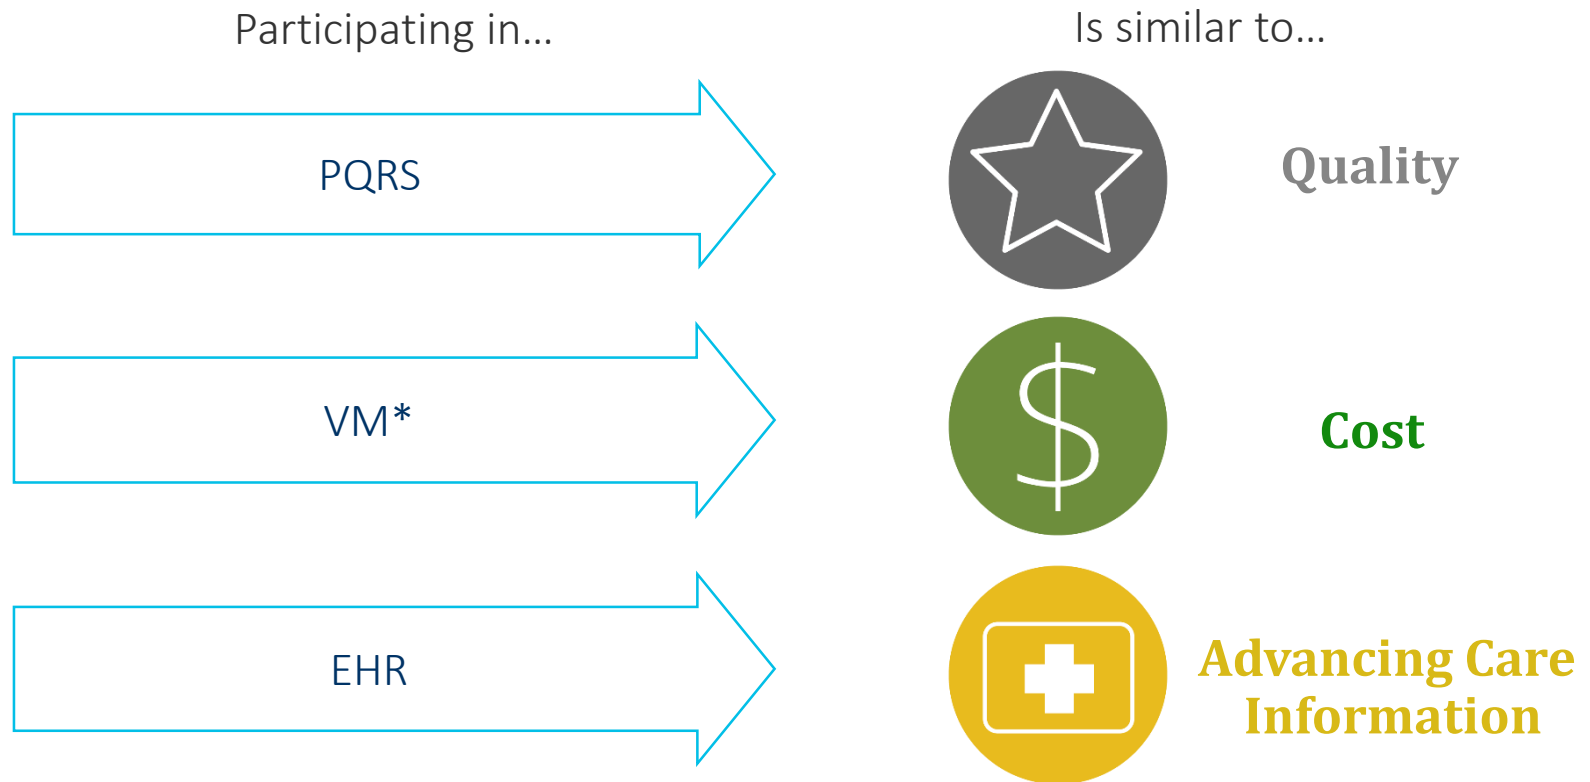 Participating in...
Is similar to...
PQRS
Quality
VM*
Cost
EHR
Advancing Care
Information